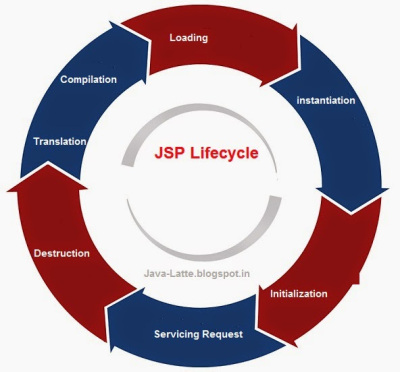 Loading
Compilation
instantiation
Translation
JSP Lifecycle
Destruction
Java-Latte.blogspot.in
Initialization
Servicing Request